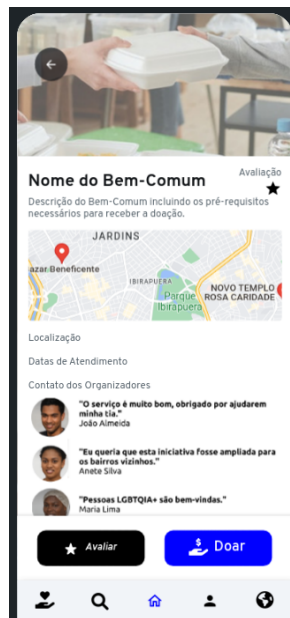 Avaliação
Nome do Bem-Comum
Descrição do Bem-Comum incluindo os pré-requisitos
necessários para receber a doação.
JARDINS
azar Beneficente
IBIRAPUERA
NOVO TEMPLO
ROSA CARIDADE
Parque
Ibirapuera
Localização
Datas de Atendimento
Contato dos Organizadores
"O serviço é muito bom, obrigado por ajudarem
minha tia."
João Almeida
"Eu queria que esta iniciativa fosse ampliada para
os bairros vizinhos."
Anete Silva
"Pessoas LGBTQIA+ são bem-vindas."
Maria Lima
Avaliar
$ Doar